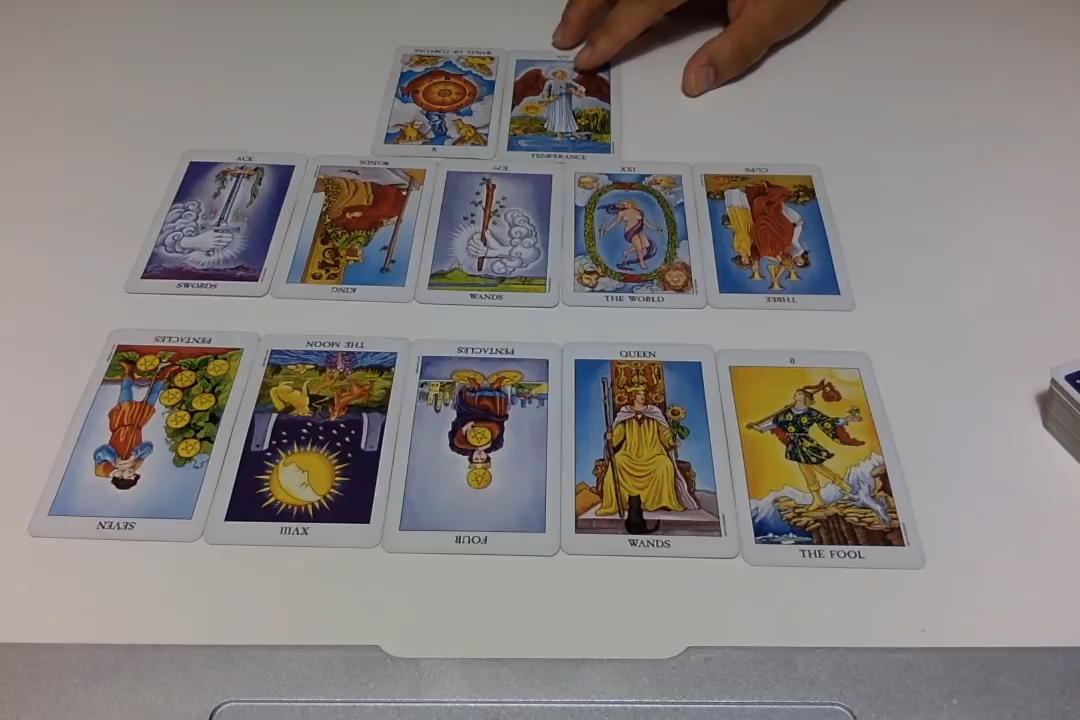 WHEEL OF FORTUNE
X
TEMPERANCE
ACE
SWORDS
WANDS
KING
ACE
WANDS
XXI
THE WORLD
CUPS
THREE
PENTACLES
SEVEN
THE MOON
XVIII
PENTACLES
FOUR
QUEEN
WANDS
0
THE FOOL